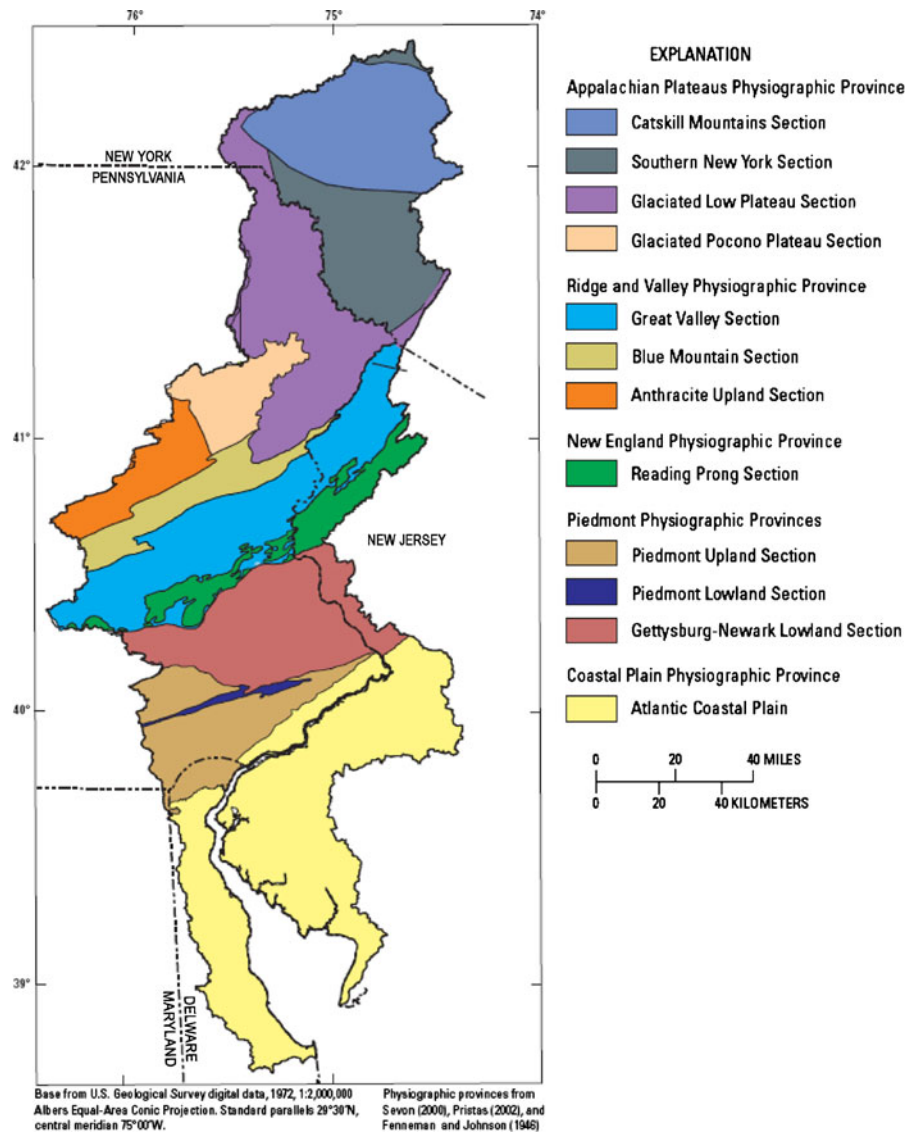 76°
75°
74°
42°
41°
40°
39°
NEW YORK
PENNSYLVANIA
NEW JERSEY
DELWARE
MARYLAND
EXPLANATION
Appalachian Plateaus Physiographic Province
Catskill Mountains Section
Southern New York Section
Glaciated Low Plateau Section
Glaciated Pocono Plateau Section
Ridge and Valley Physiographic Province
Great Valley Section
Blue Mountain Section
Anthracite Upland Section
New England Physiographic Province
Reading Prong Section
Piedmont Physiographic Provinces
Piedmont Upland Section
Piedmont Lowland Section
Gettysburg-Newark Lowland Section
Coastal Plain Physiographic Province
Atlantic Coastal Plain
0 20 40 MILES
0 20 40 KILOMETERS
Base from U.S. Geological Survey digital data, 1972, 1:2,000,000
Albers Equal-Area Conic Projection. Standard parallels 29°30'N,
central meridian 75°00'W.
Physiographic provinces from
Sevon (2000), Pristas (2002), and
Fenneman and Johnson (1946)